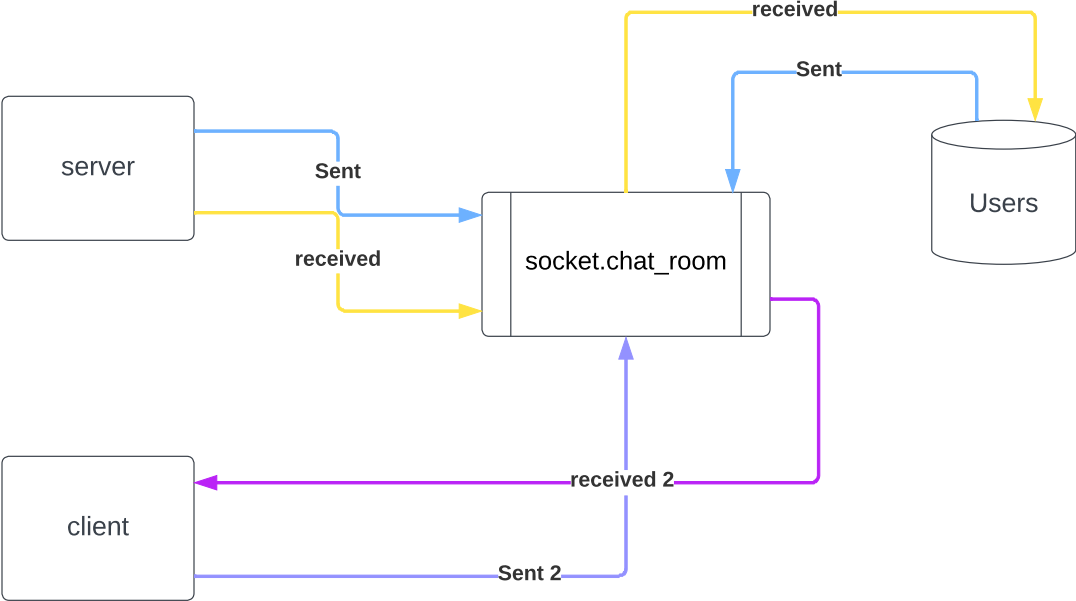 received
Sent
server
Sent
Users
received
socket.chat_room
received 2
client
Sent 2